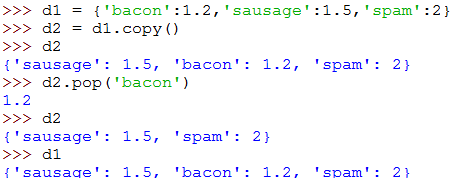 >>> d1 = {'bacon':1.2,'sausage':1.5,'spam':2}
>>> d2 = d1.copy()
>>> d2
{'sausage': 1.5, 'bacon': 1.2, 'spam': 2}
>>> d2.pop('bacon')
1.2
>>> d2
{'sausage': 1.5, 'spam': 2}
>>> d1
{'sausage': 1.5, 'bacon': 1.2, 'spam': 2}